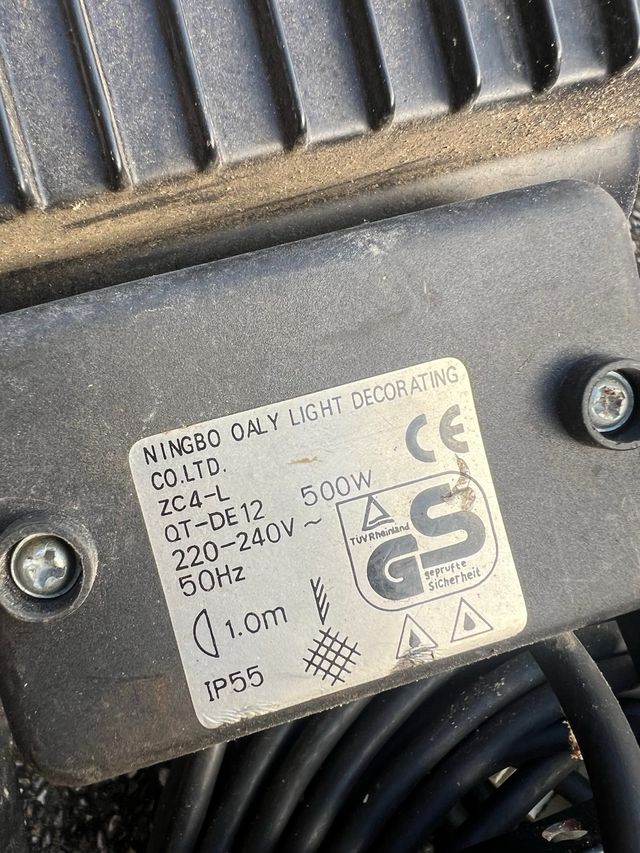 NINGBO OALY LIGHT DECORATING
CO.LTD.
ZC4-L
QT-DE12 500W
220-240V ~
50Hz
1.0m
IP55
CE
TÜV Rheinland
GS
geprufte
Sicherheit